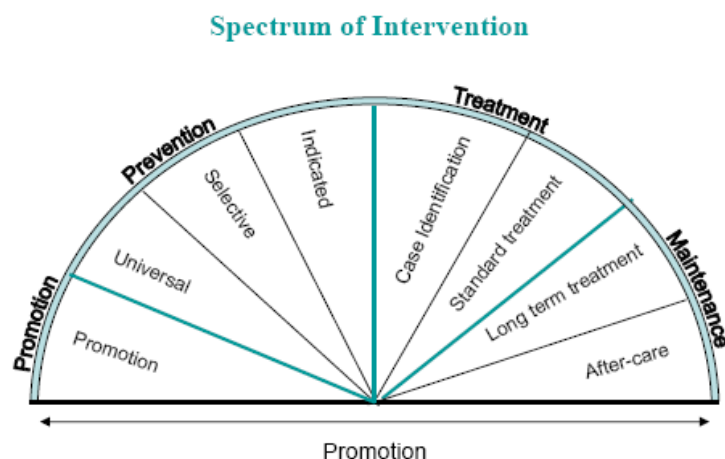 Spectrum of Intervention
Promotion
Prevention
Treatment
Maintenance
Promotion
Universal
Selective
Indicated
Case Identification
Standard treatment
Long term treatment
After-care
Promotion